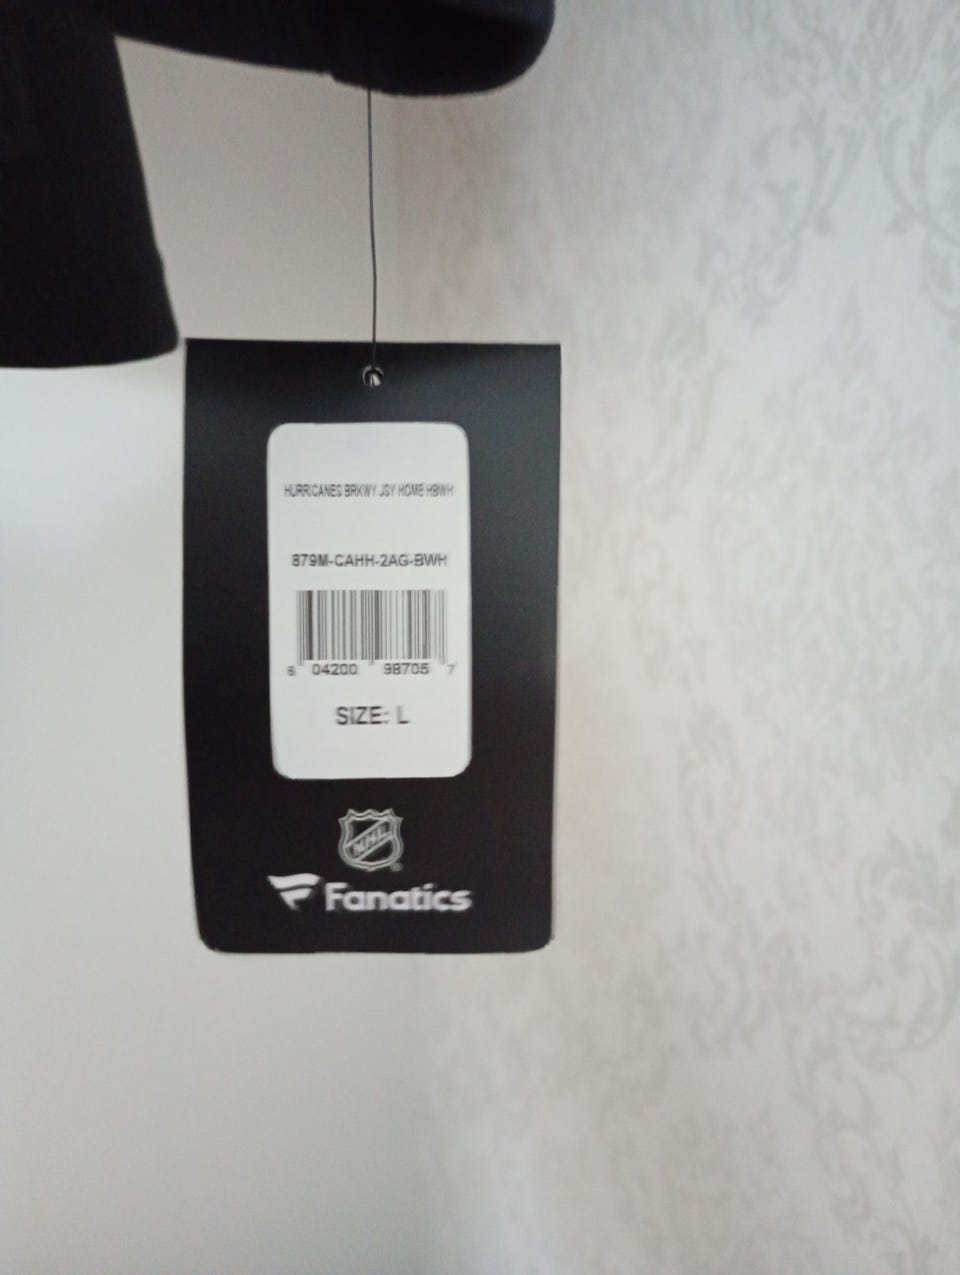 HURRICANES BRKWY JSY HOME HBWH
879M-CAHH-2AG-BWH
6 04200 98705 7
SIZE: L
NHL
Fanatics